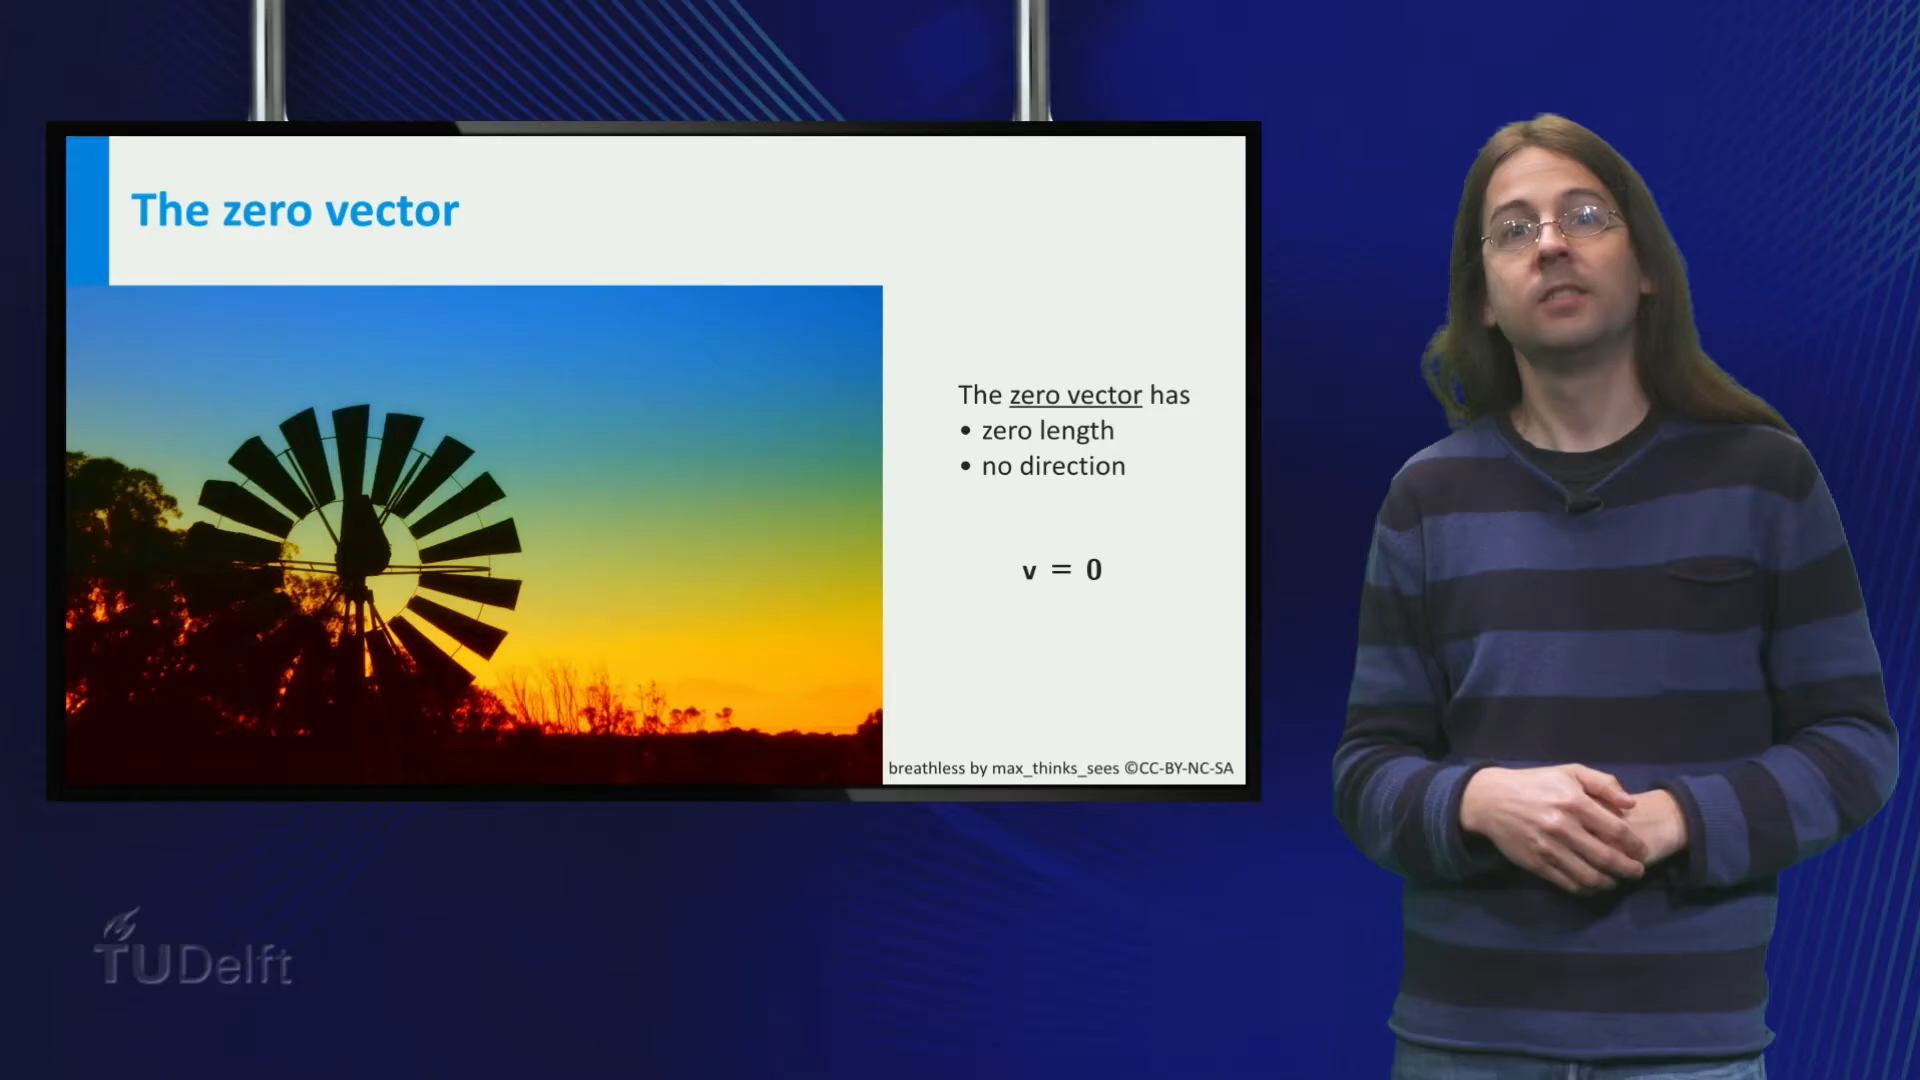 The zero vector
The zero vector has
• zero length
• no direction
v = 0
breathless by max_thinks_sees ©CC-BY-NC-SA
TUDelft